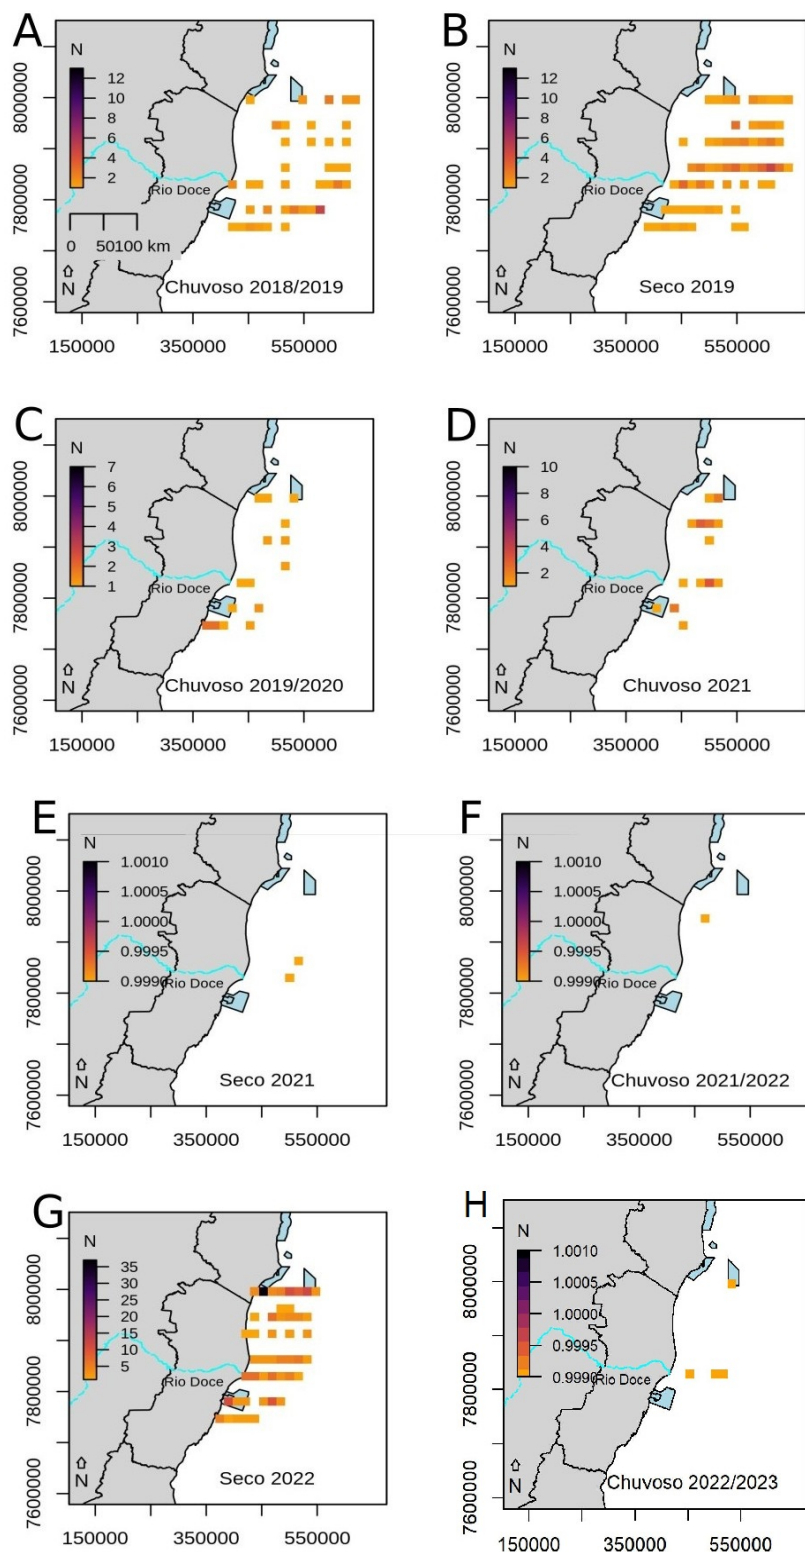 A
N
12
10
8
6
4
2
8000000
7800000
7600000
Rio Doce
0 50100 km
N
Chuvoso 2018/2019
150000 350000 550000
B
N
12
10
8
6
4
2
8000000
7800000
7600000
Rio Doce
N
Seco 2019
150000 350000 550000
C
N
7
6
5
4
3
2
1
8000000
7800000
7600000
Rio Doce
N
Chuvoso 2019/2020
150000 350000 550000
D
N
10
8
6
4
2
8000000
7800000
7600000
Rio Doce
N
Chuvoso 2021
150000 350000 550000
E
N
1.0010
1.0005
1.0000
0.9995
0.9990
8000000
7800000
7600000
Rio Doce
N
Seco 2021
150000 350000 550000
F
N
1.0010
1.0005
1.0000
0.9995
0.9990
8000000
7800000
7600000
Rio Doce
N
Chuvoso 2021/2022
150000 350000 550000
G
N
35
30
25
20
15
10
5
8000000
7800000
7600000
Rio Doce
N
Seco 2022
150000 350000 550000
H
N
1.0010
1.0005
1.0000
0.9995
0.9990
8000000
7800000
7600000
Rio Doce
N
Chuvoso 2022/2023
150000 350000 550000